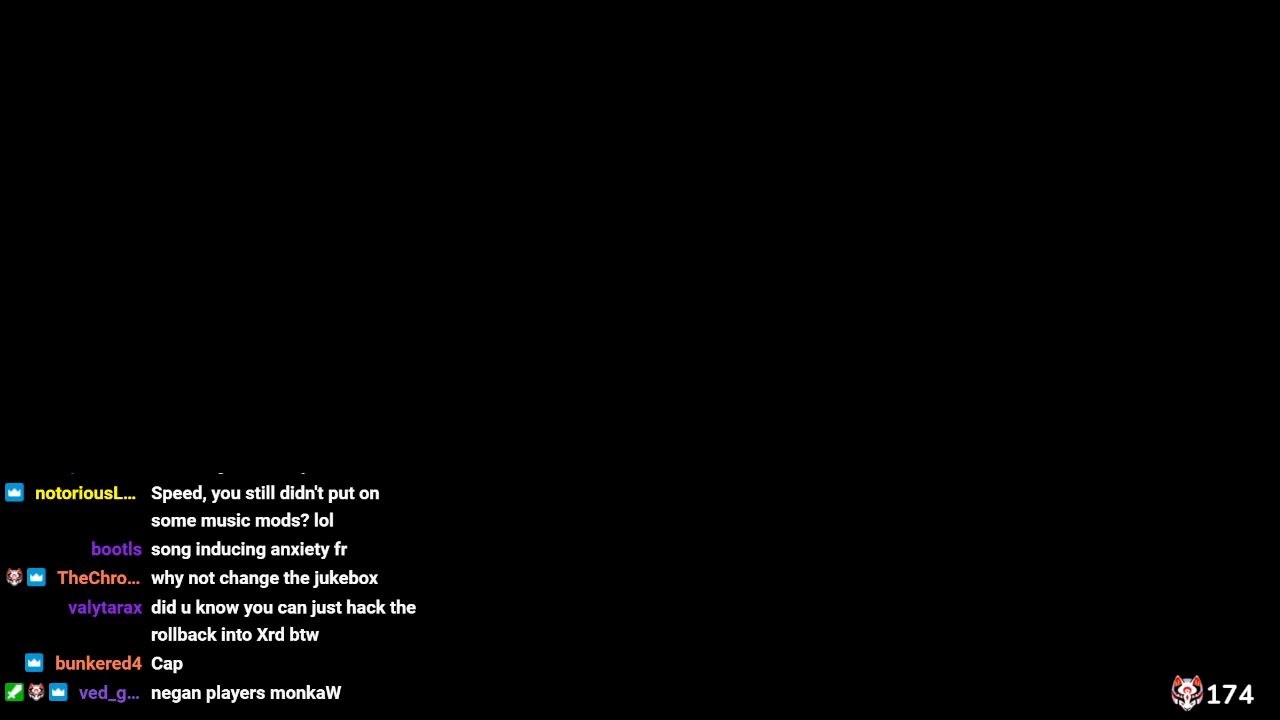 notoriousL... Speed, you still didn't put on
some music mods? lol
bootls song inducing anxiety fr
TheChro... why not change the jukebox
valytarax did u know you can just hack the
rollback into Xrd btw
bunkered4 Cap
ved_g... negan players monkaW
174